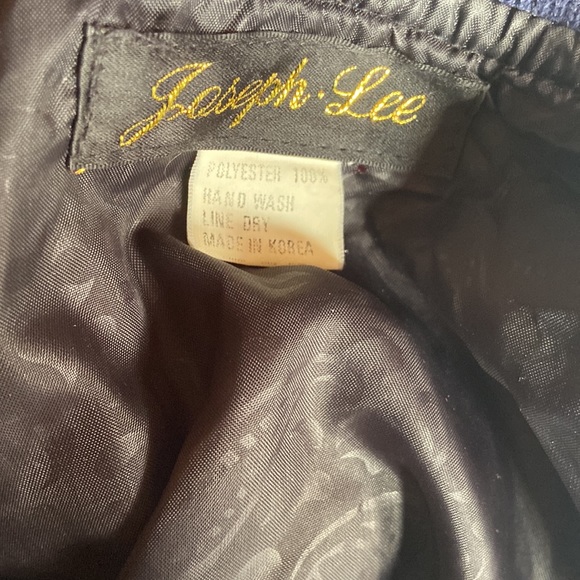 Joseph·Lee
POLYESTER 100%
HAND WASH
LINE DRY
MADE IN KOREA